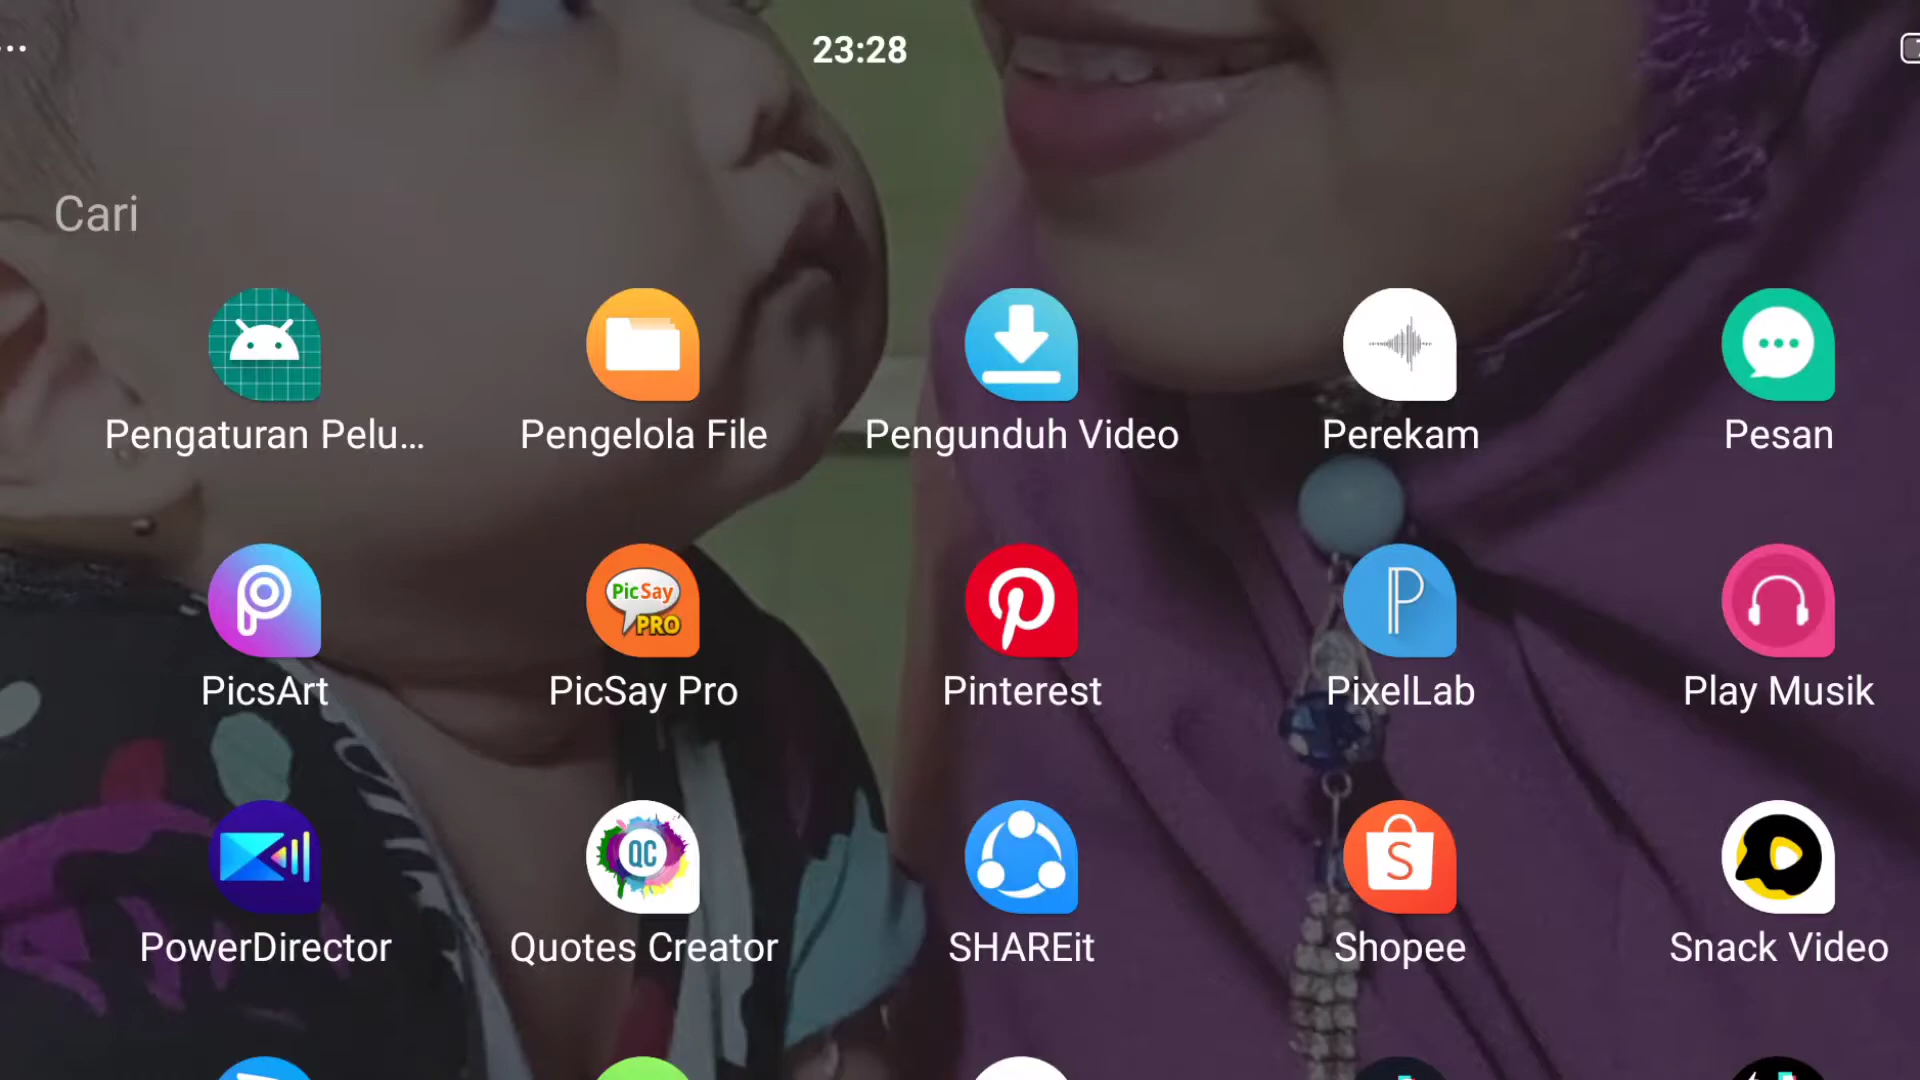 23:28
Cari
Pengaturan Pelu...
Pengelola File
Pengunduh Video
Perekam
Pesan
PicSay
PRO
PicsArt
PicSay Pro
Pinterest
PixelLab
Play Musik
QC
S
PowerDirector
Quotes Creator
SHAREit
Shopee
Snack Video